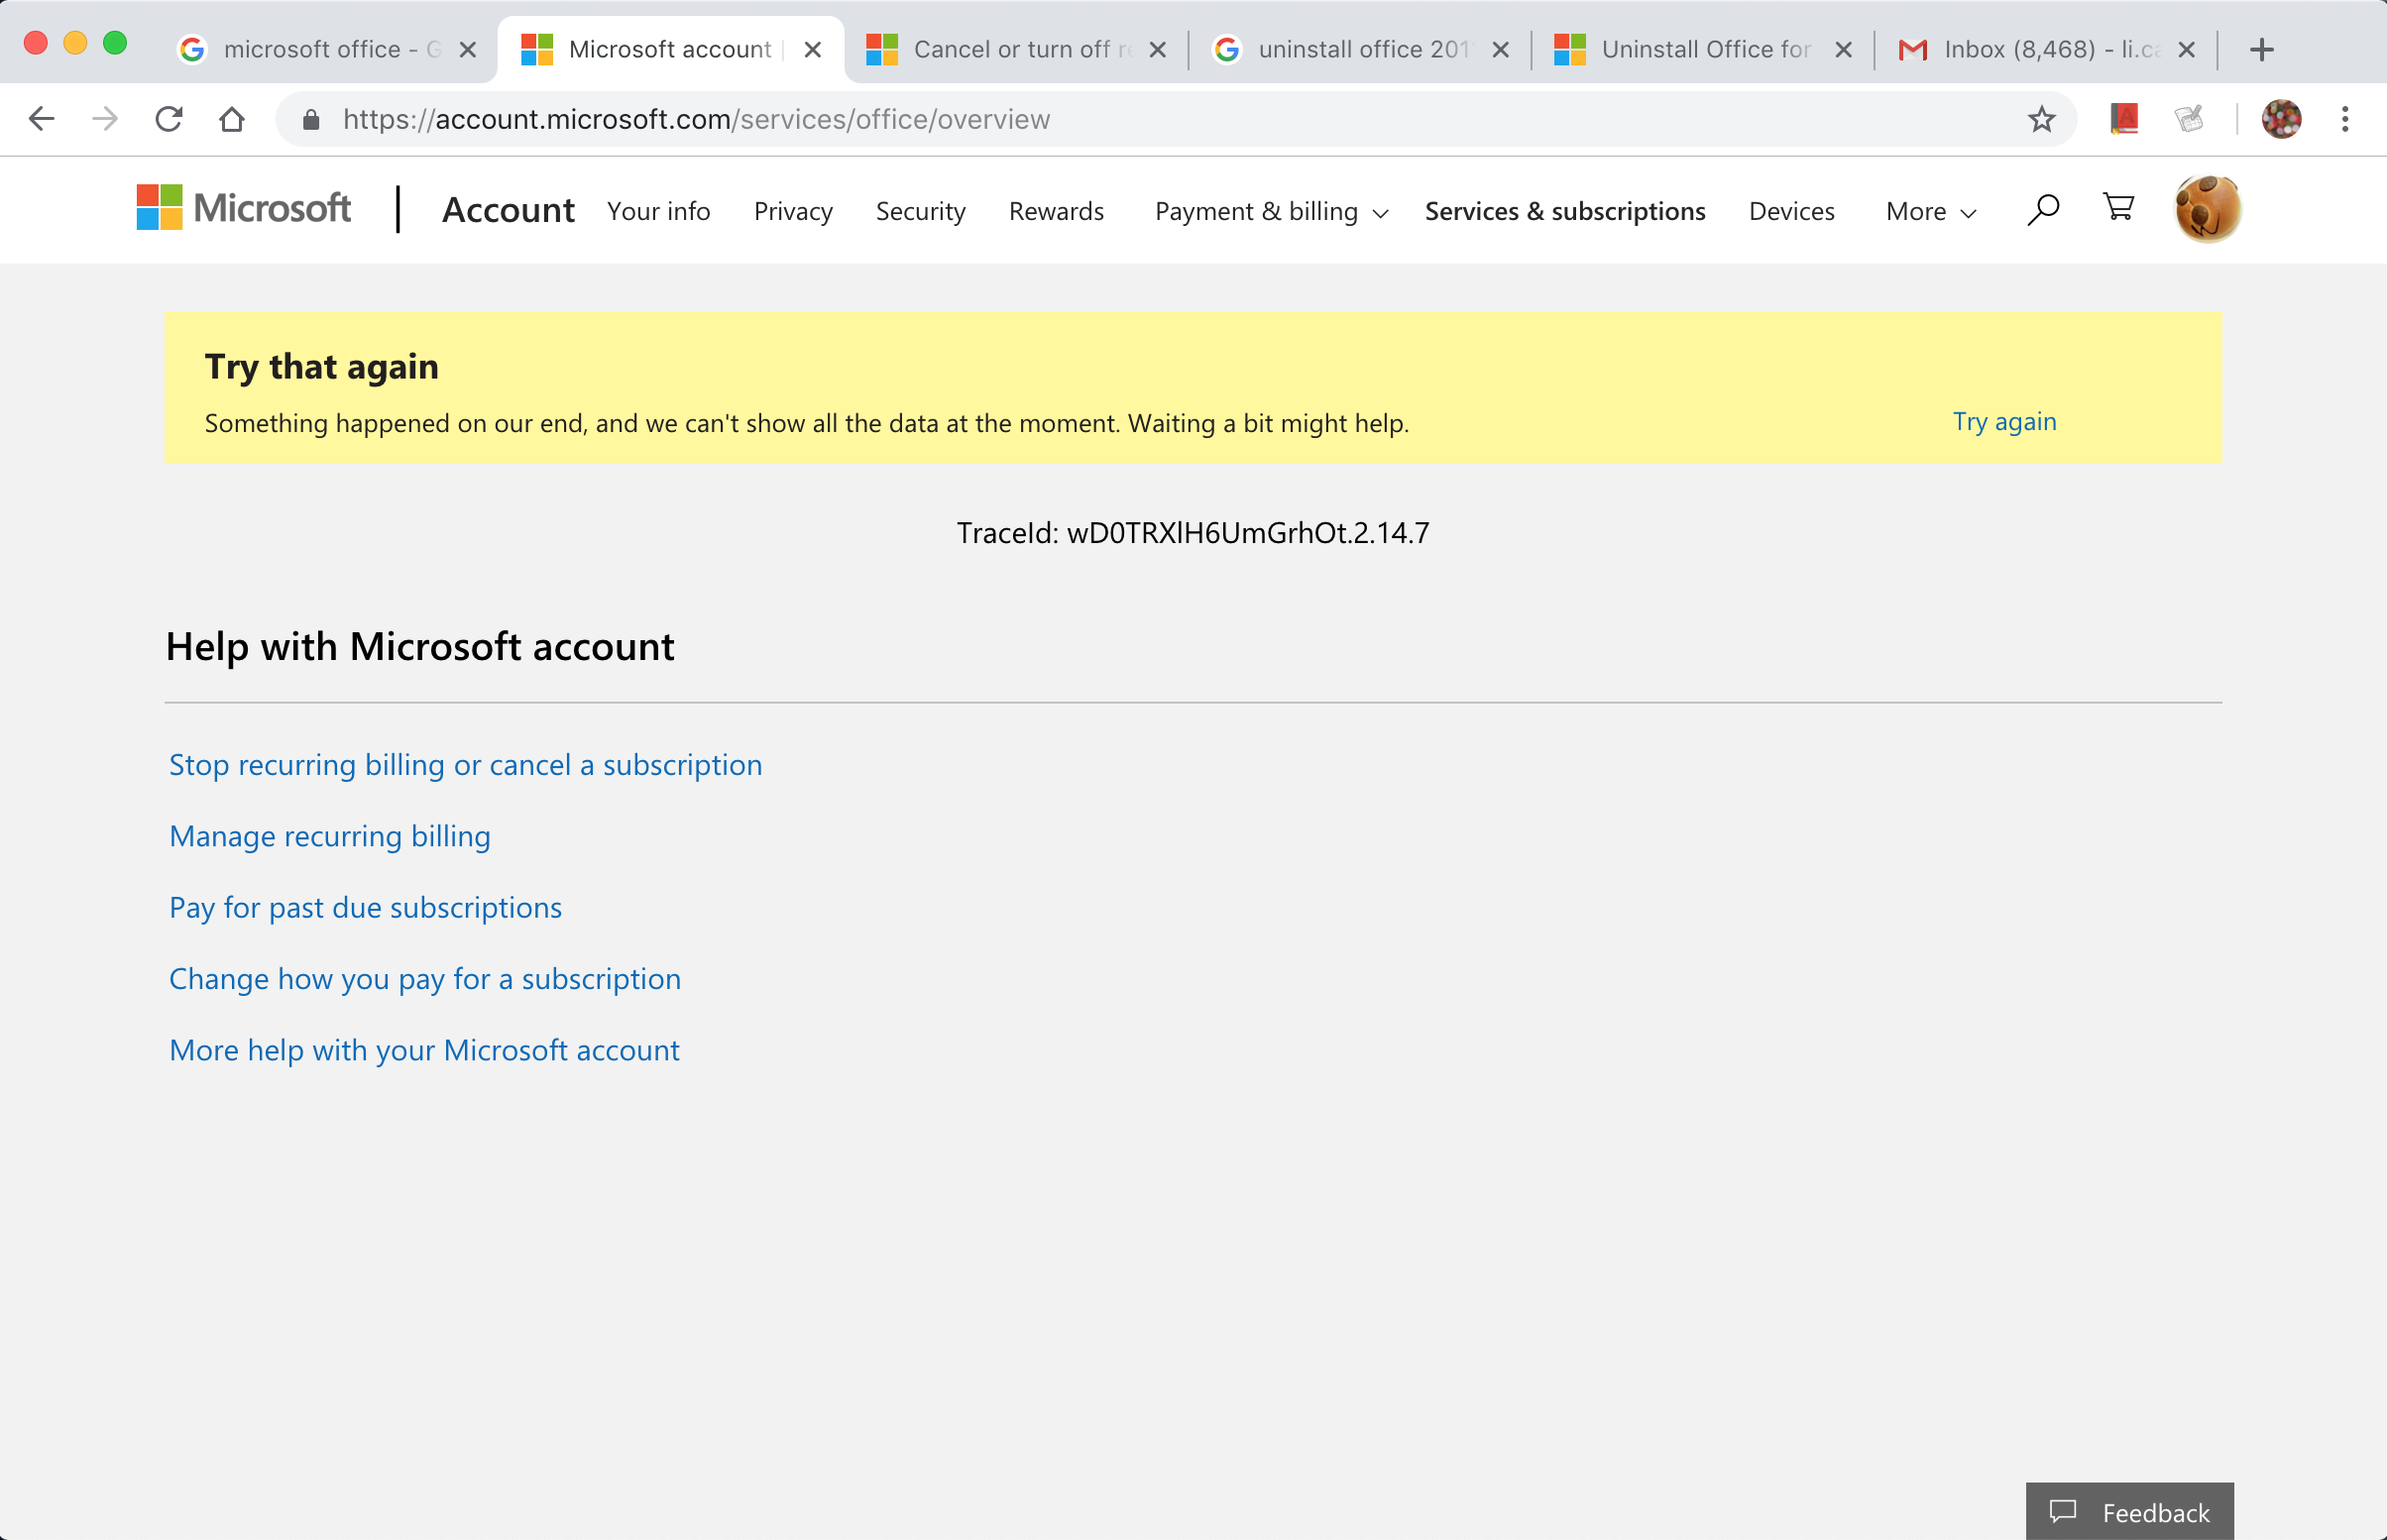 microsoft office - G
Microsoft account
Cancel or turn off re
uninstall office 201
Uninstall Office for
Inbox (8,468) - li.ca
https://account.microsoft.com/services/office/overview
Microsoft
Account
Your info
Privacy
Security
Rewards
Payment & billing
Services & subscriptions
Devices
More
Try that again
Something happened on our end, and we can't show all the data at the moment. Waiting a bit might help.
Try again
TraceId: wD0TRXlH6UmGrhOt.2.14.7
Help with Microsoft account
Stop recurring billing or cancel a subscription
Manage recurring billing
Pay for past due subscriptions
Change how you pay for a subscription
More help with your Microsoft account
Feedback